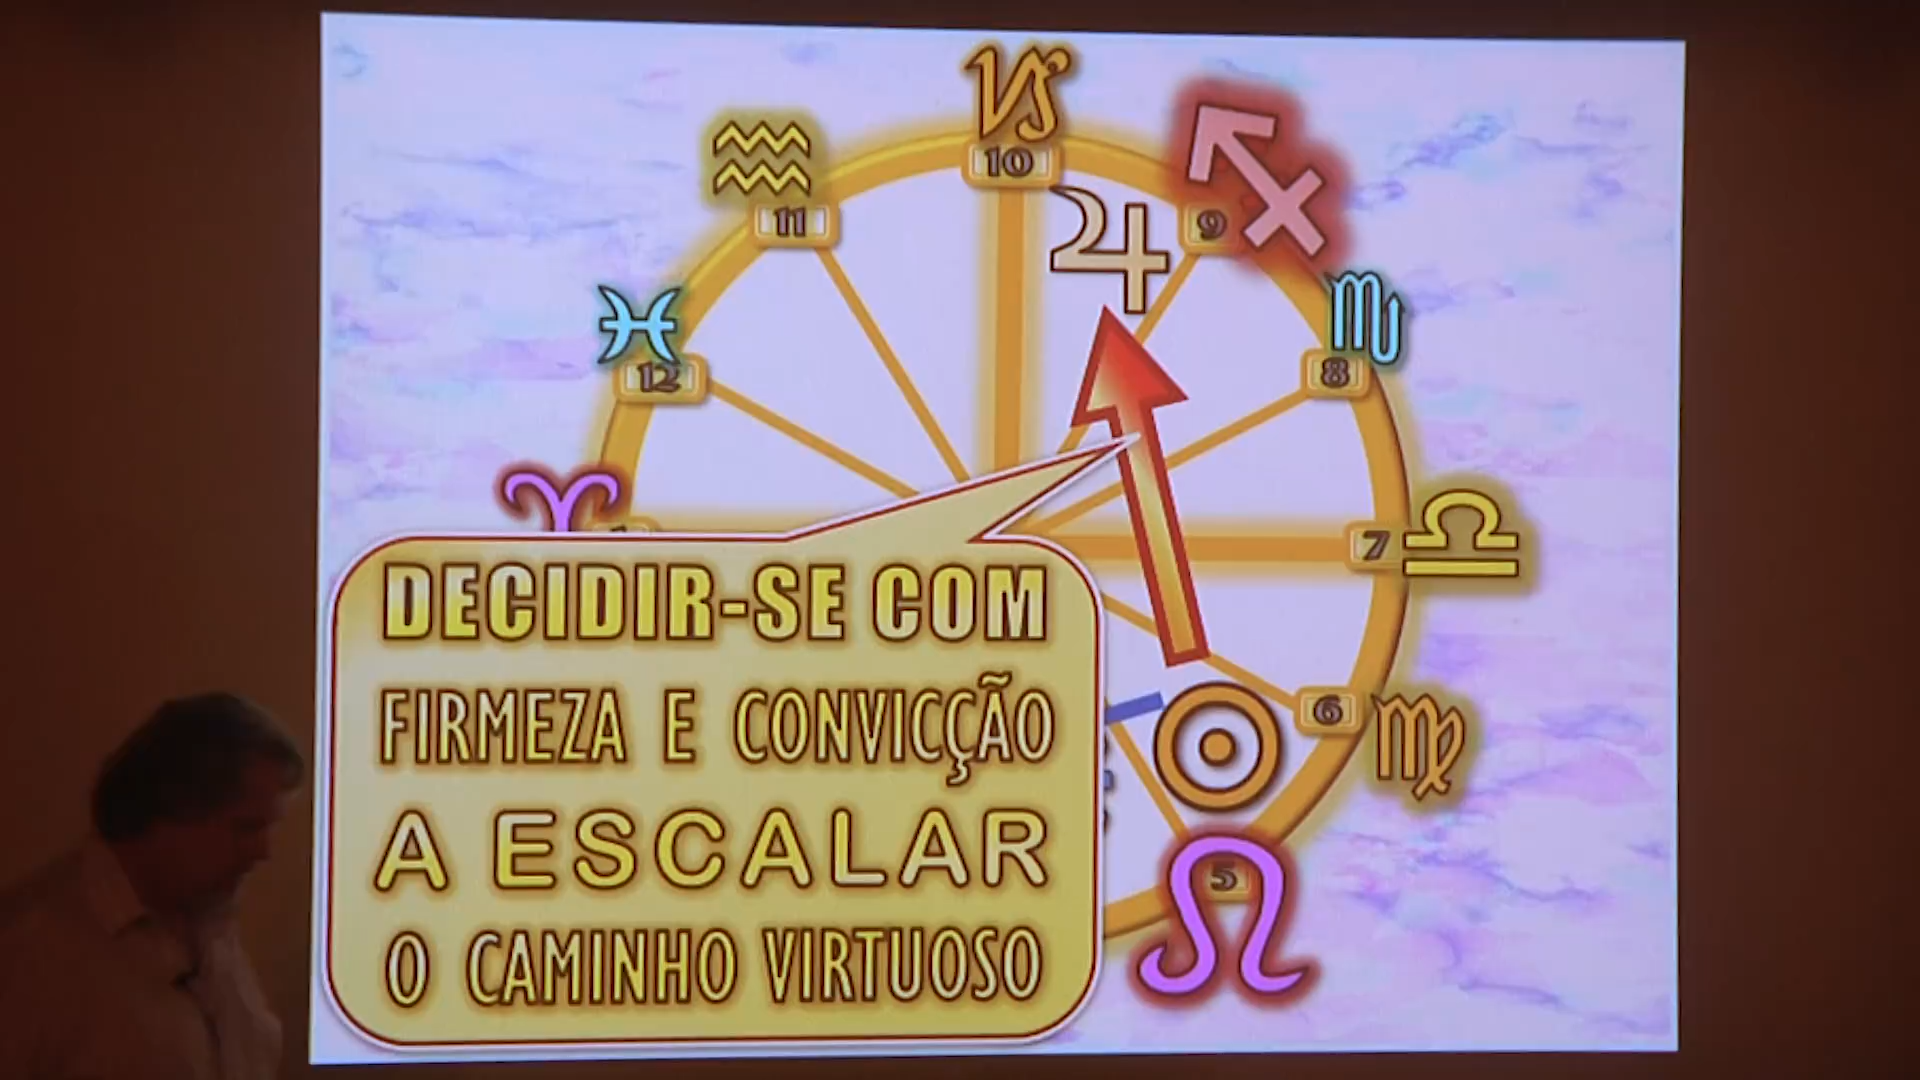 10
11
9
12
8
7
DECIDIR-SE COM
FIRMEZA E CONVICÇÃO
A ESCALAR
O CAMINHO VIRTUOSO
6
5